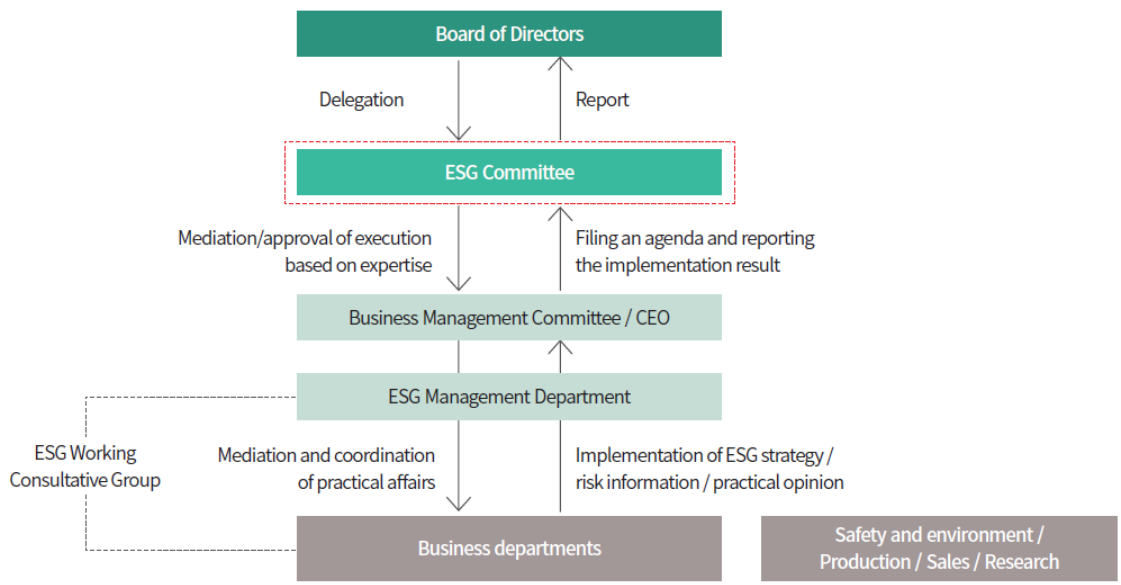 Board of Directors
Delegation
Report
ESG Committee
Mediation/approval of execution
based on expertise
Filing an agenda and reporting
the implementation result
Business Management Committee / CEO
ESG Management Department
ESG Working
Consultative Group
Mediation and coordination
of practical affairs
Implementation of ESG strategy /
risk information / practical opinion
Business departments
Safety and environment /
Production / Sales / Research